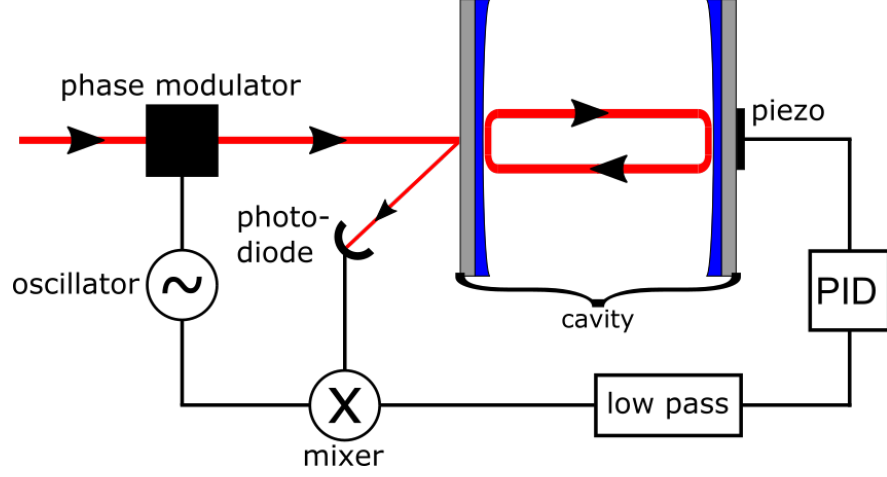 phase modulator
piezo
photo-
diode
oscillator
~
PID
cavity
low pass
X
mixer